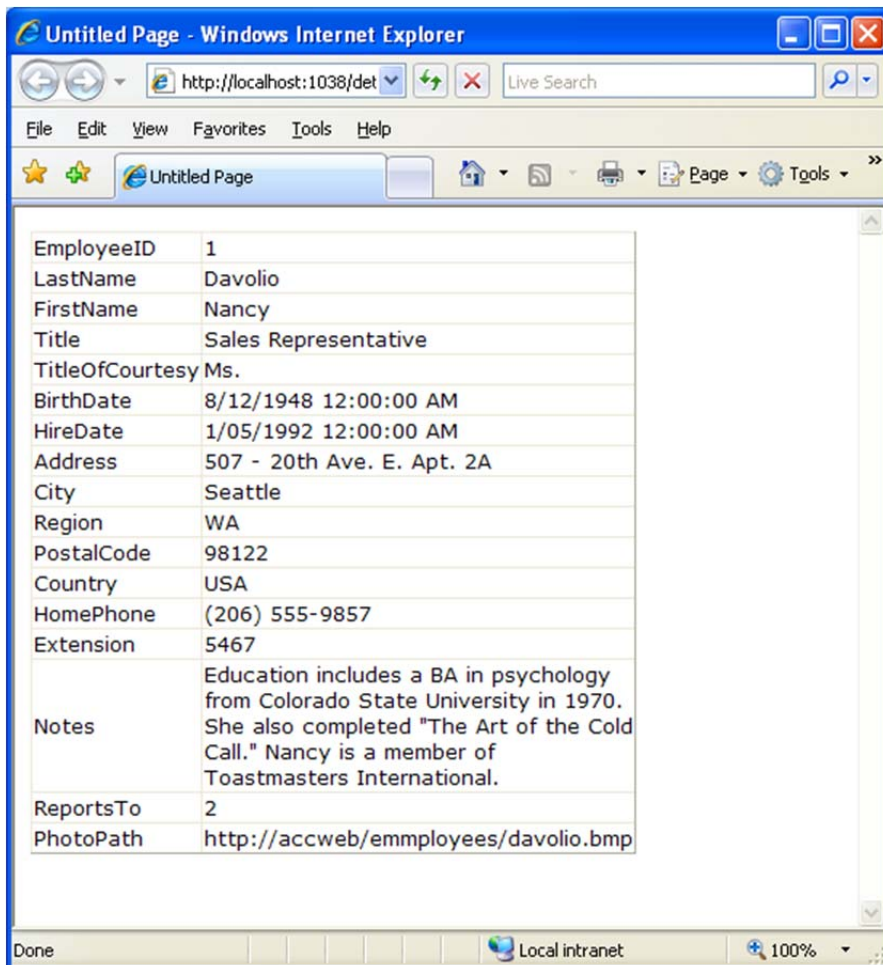 Untitled Page - Windows Internet Explorer
http://localhost:1038/det Live Search
File Edit View Favorites Tools Help
Untitled Page Page Tools »
EmployeeID 1
LastName Davolio
FirstName Nancy
Title Sales Representative
TitleOfCourtesy Ms.
BirthDate 8/12/1948 12:00:00 AM
HireDate 1/05/1992 12:00:00 AM
Address 507 - 20th Ave. E. Apt. 2A
City Seattle
Region WA
PostalCode 98122
Country USA
HomePhone (206) 555-9857
Extension 5467
Education includes a BA in psychology
from Colorado State University in 1970.
Notes She also completed "The Art of the Cold
Call." Nancy is a member of
Toastmasters International.
ReportsTo 2
PhotoPath http://accweb/emmployees/davolio.bmp
Done Local intranet 100%